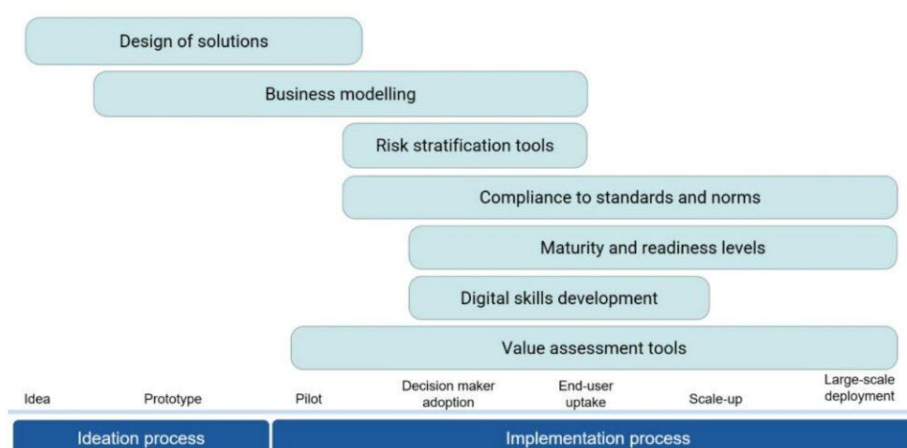 Design of solutions
Business modelling
Risk stratification tools
Compliance to standards and norms
Maturity and readiness levels
Digital skills development
Value assessment tools
Idea
Prototype
Pilot
Decision maker
adoption
End-user
uptake
Scale-up
Large-scale
deployment
Ideation process
Implementation process